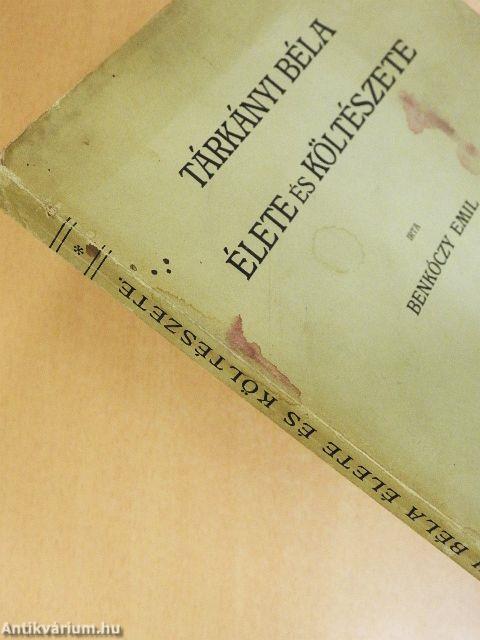 TÁRKÁNYI BÉLA
ÉLETE ÉS KÖLTÉSZETE
IRTA
BENKÓCZY EMIL
BÉLA ÉLETE ÉS KÖLTÉSZETE.
*
Antikvárium.hu